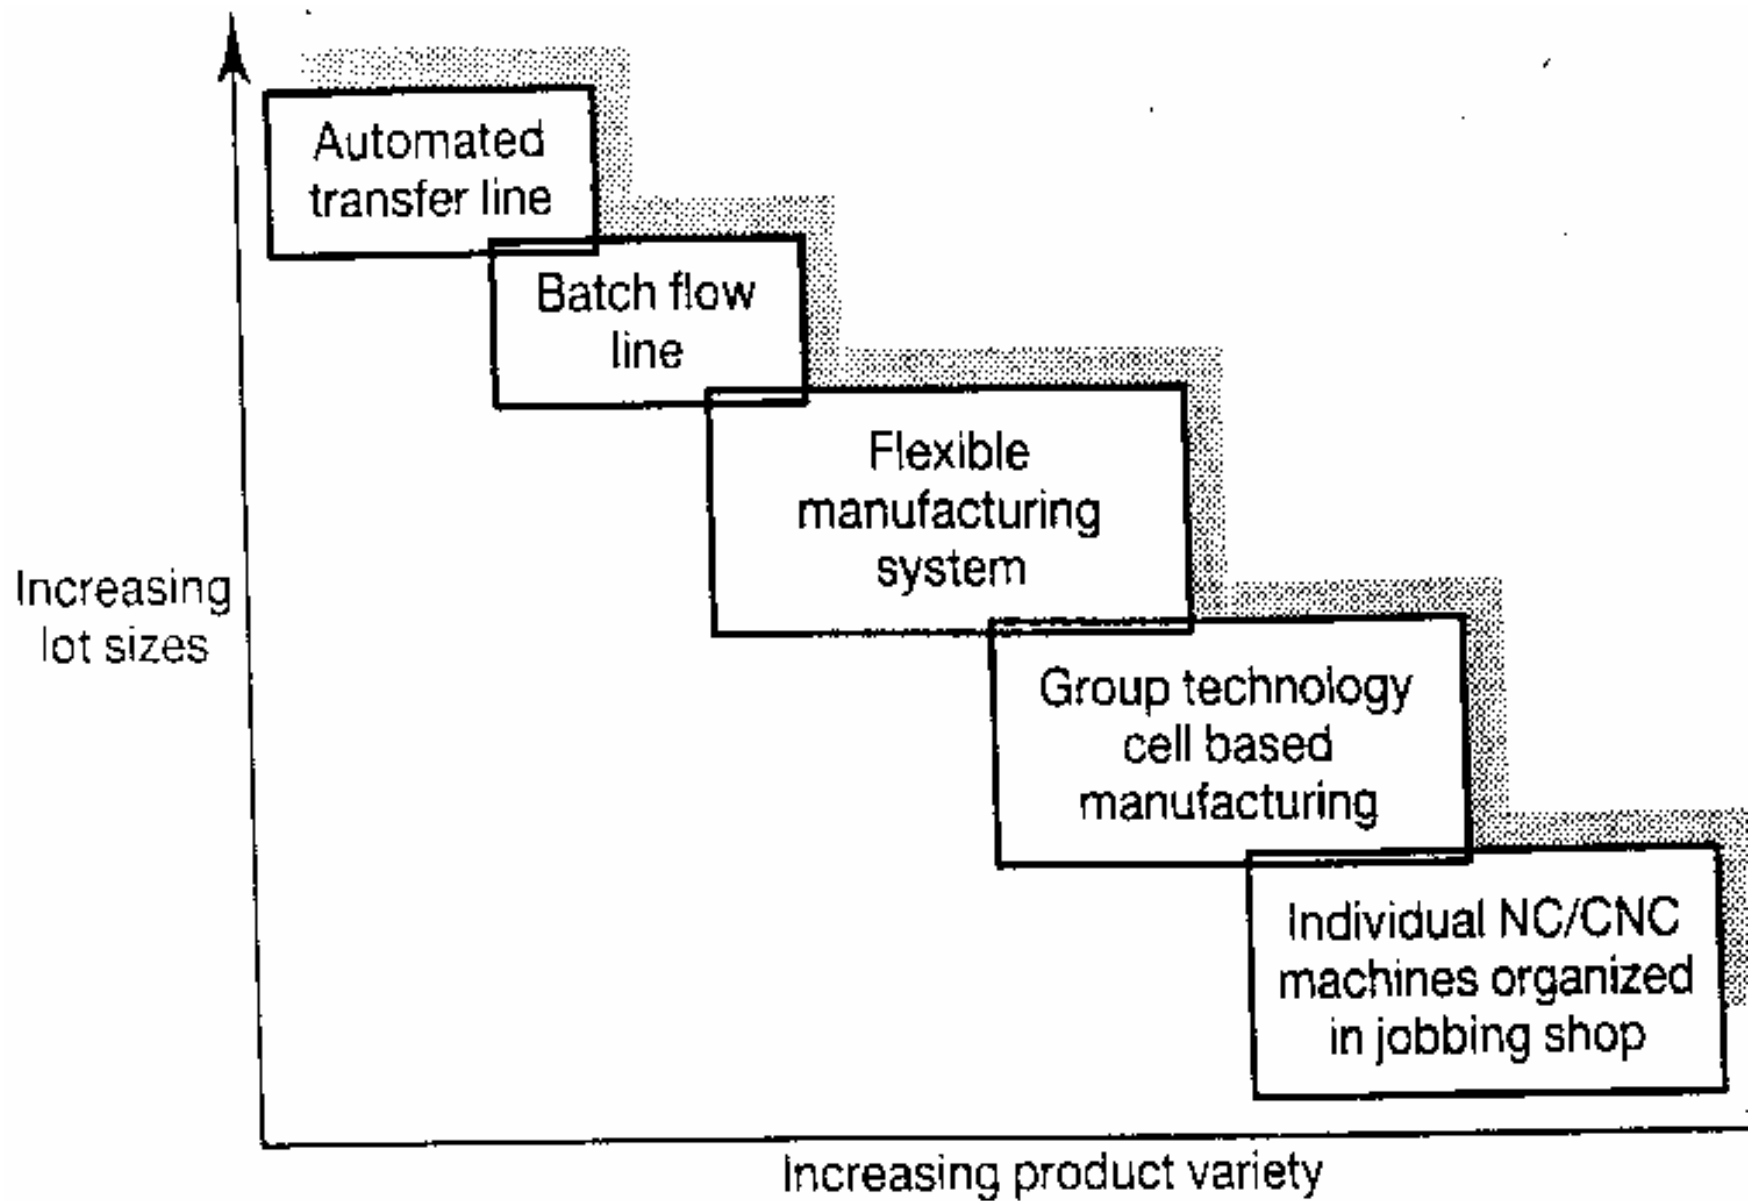 Automated
transfer line
Batch flow
line
Flexible
manufacturing
system
Increasing
lot sizes
Group technology
cell based
manufacturing
Individual NC/CNC
machines organized
in jobbing shop
Increasing product variety